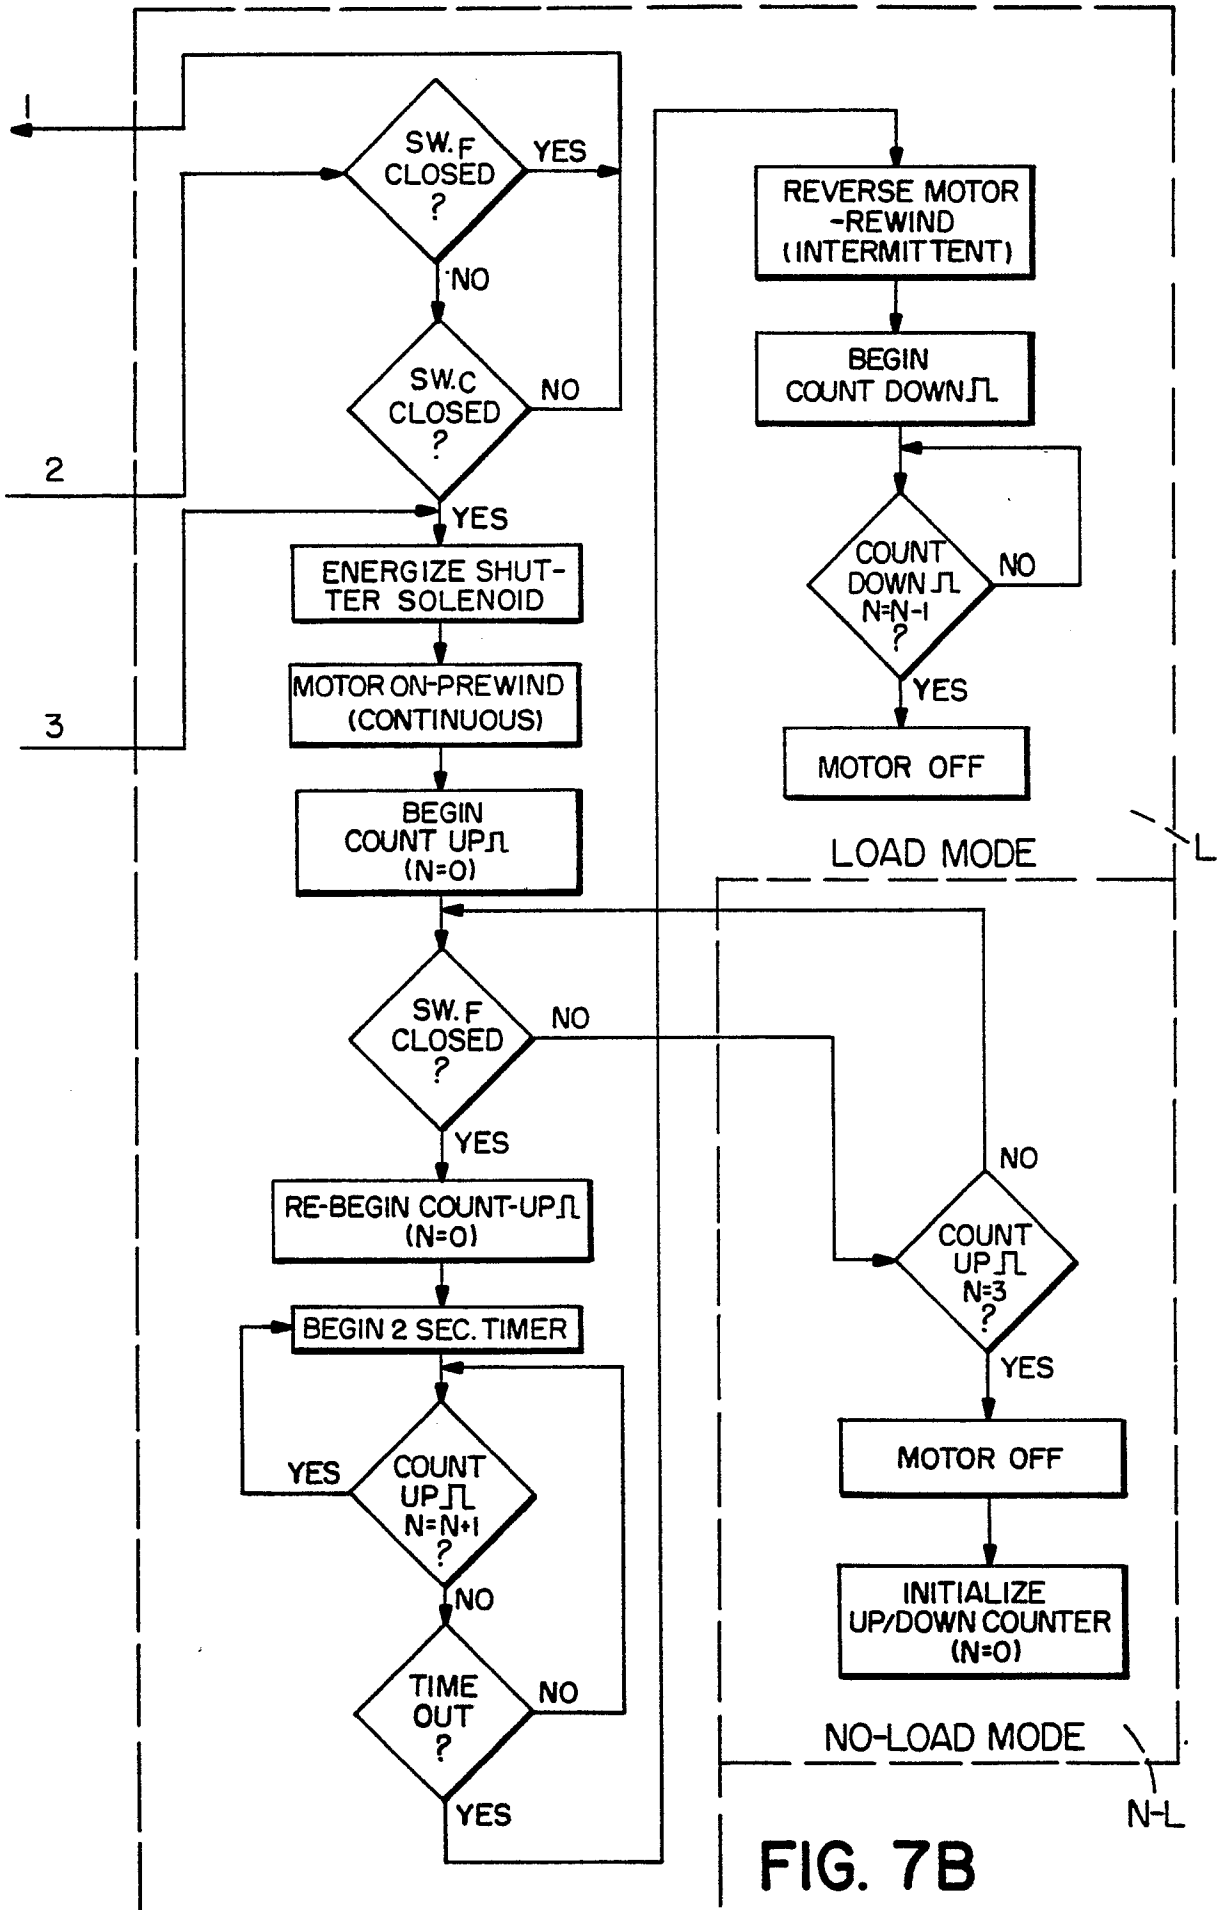 1
SW.F
CLOSED
?
YES
NO
SW.C
CLOSED
?
NO
2
YES
ENERGIZE SHUT-
TER SOLENOID
MOTOR ON-PREWIND
(CONTINUOUS)
3
BEGIN
COUNT UP
(N=0)
SW.F
CLOSED
?
NO
YES
RE-BEGIN COUNT-UP
(N=0)
BEGIN 2 SEC. TIMER
YES
COUNT
UP
N=N+1
?
NO
TIME
OUT
?
NO
YES
REVERSE MOTOR
-REWIND
(INTERMITTENT)
BEGIN
COUNT DOWN
COUNT
DOWN
N=N-1
?
NO
YES
MOTOR OFF
LOAD MODE
L
NO
COUNT
UP
N=3
?
YES
MOTOR OFF
INITIALIZE
UP/DOWN COUNTER
(N=0)
NO-LOAD MODE
N-L
FIG. 7B